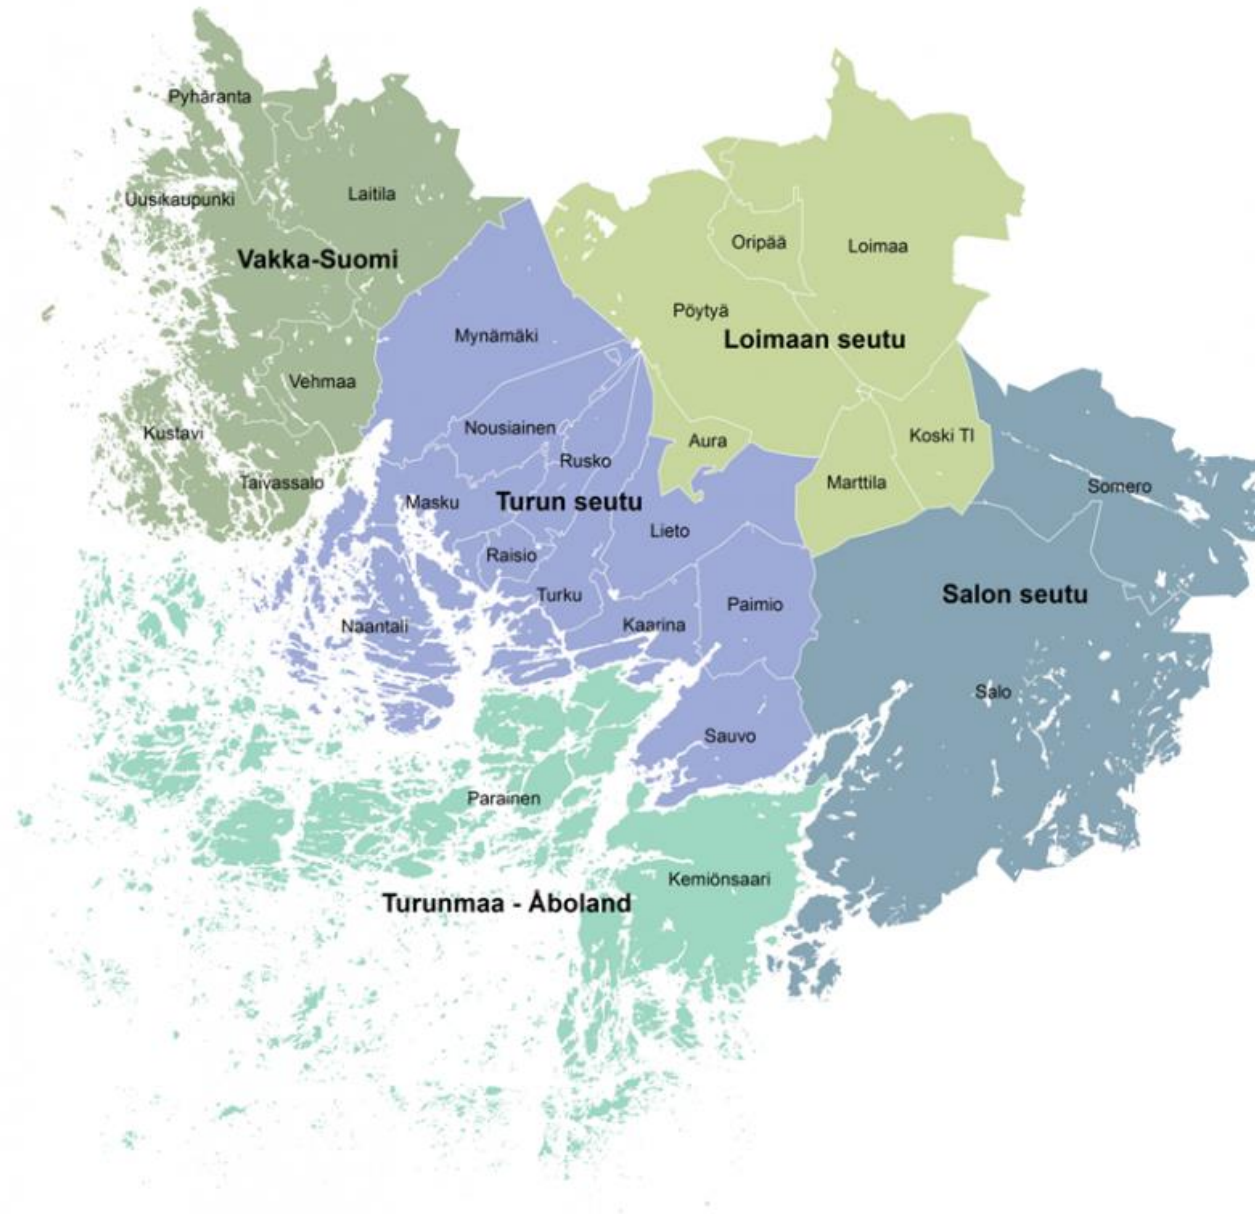 Pyhäranta
Uusikaupunki
Laitila
Vakka-Suomi
Vehmaa
Kustavi
Taivassalo
Oripää
Loimaa
Pöytyä
Loimaan seutu
Aura
Koski Tl
Marttila
Mynämäki
Nousiainen
Rusko
Masku
Turun seutu
Lieto
Raisio
Turku
Naantali
Kaarina
Paimio
Sauvo
Somero
Salon seutu
Salo
Parainen
Kemiönsaari
Turunmaa - Åboland